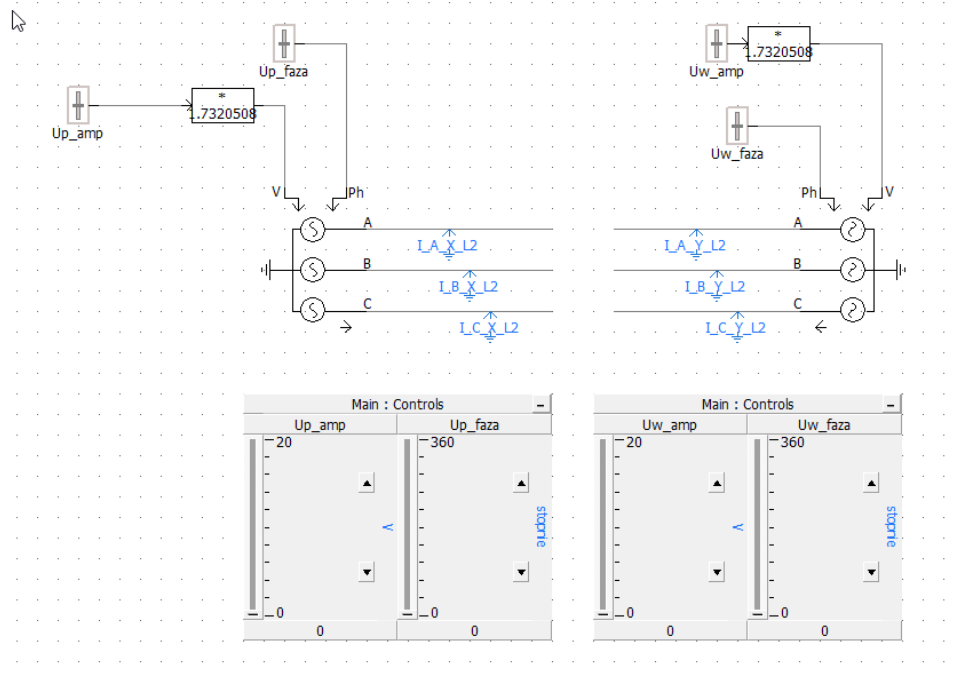 Up_faza
Up_amp
*
1.7320508
Uw_amp
*
1.7320508
Uw_faza
V
Ph
Ph
V
A
A
I_A_X_L2
I_A_Y_L2
B
B
I_B_X_L2
I_B_Y_L2
C
C
I_C_X_L2
I_C_Y_L2
Main : Controls
Up_amp
Up_faza
20
360
V
stopnie
0
0
0
0
Main : Controls
Uw_amp
Uw_faza
20
360
V
stopnie
0
0
0
0